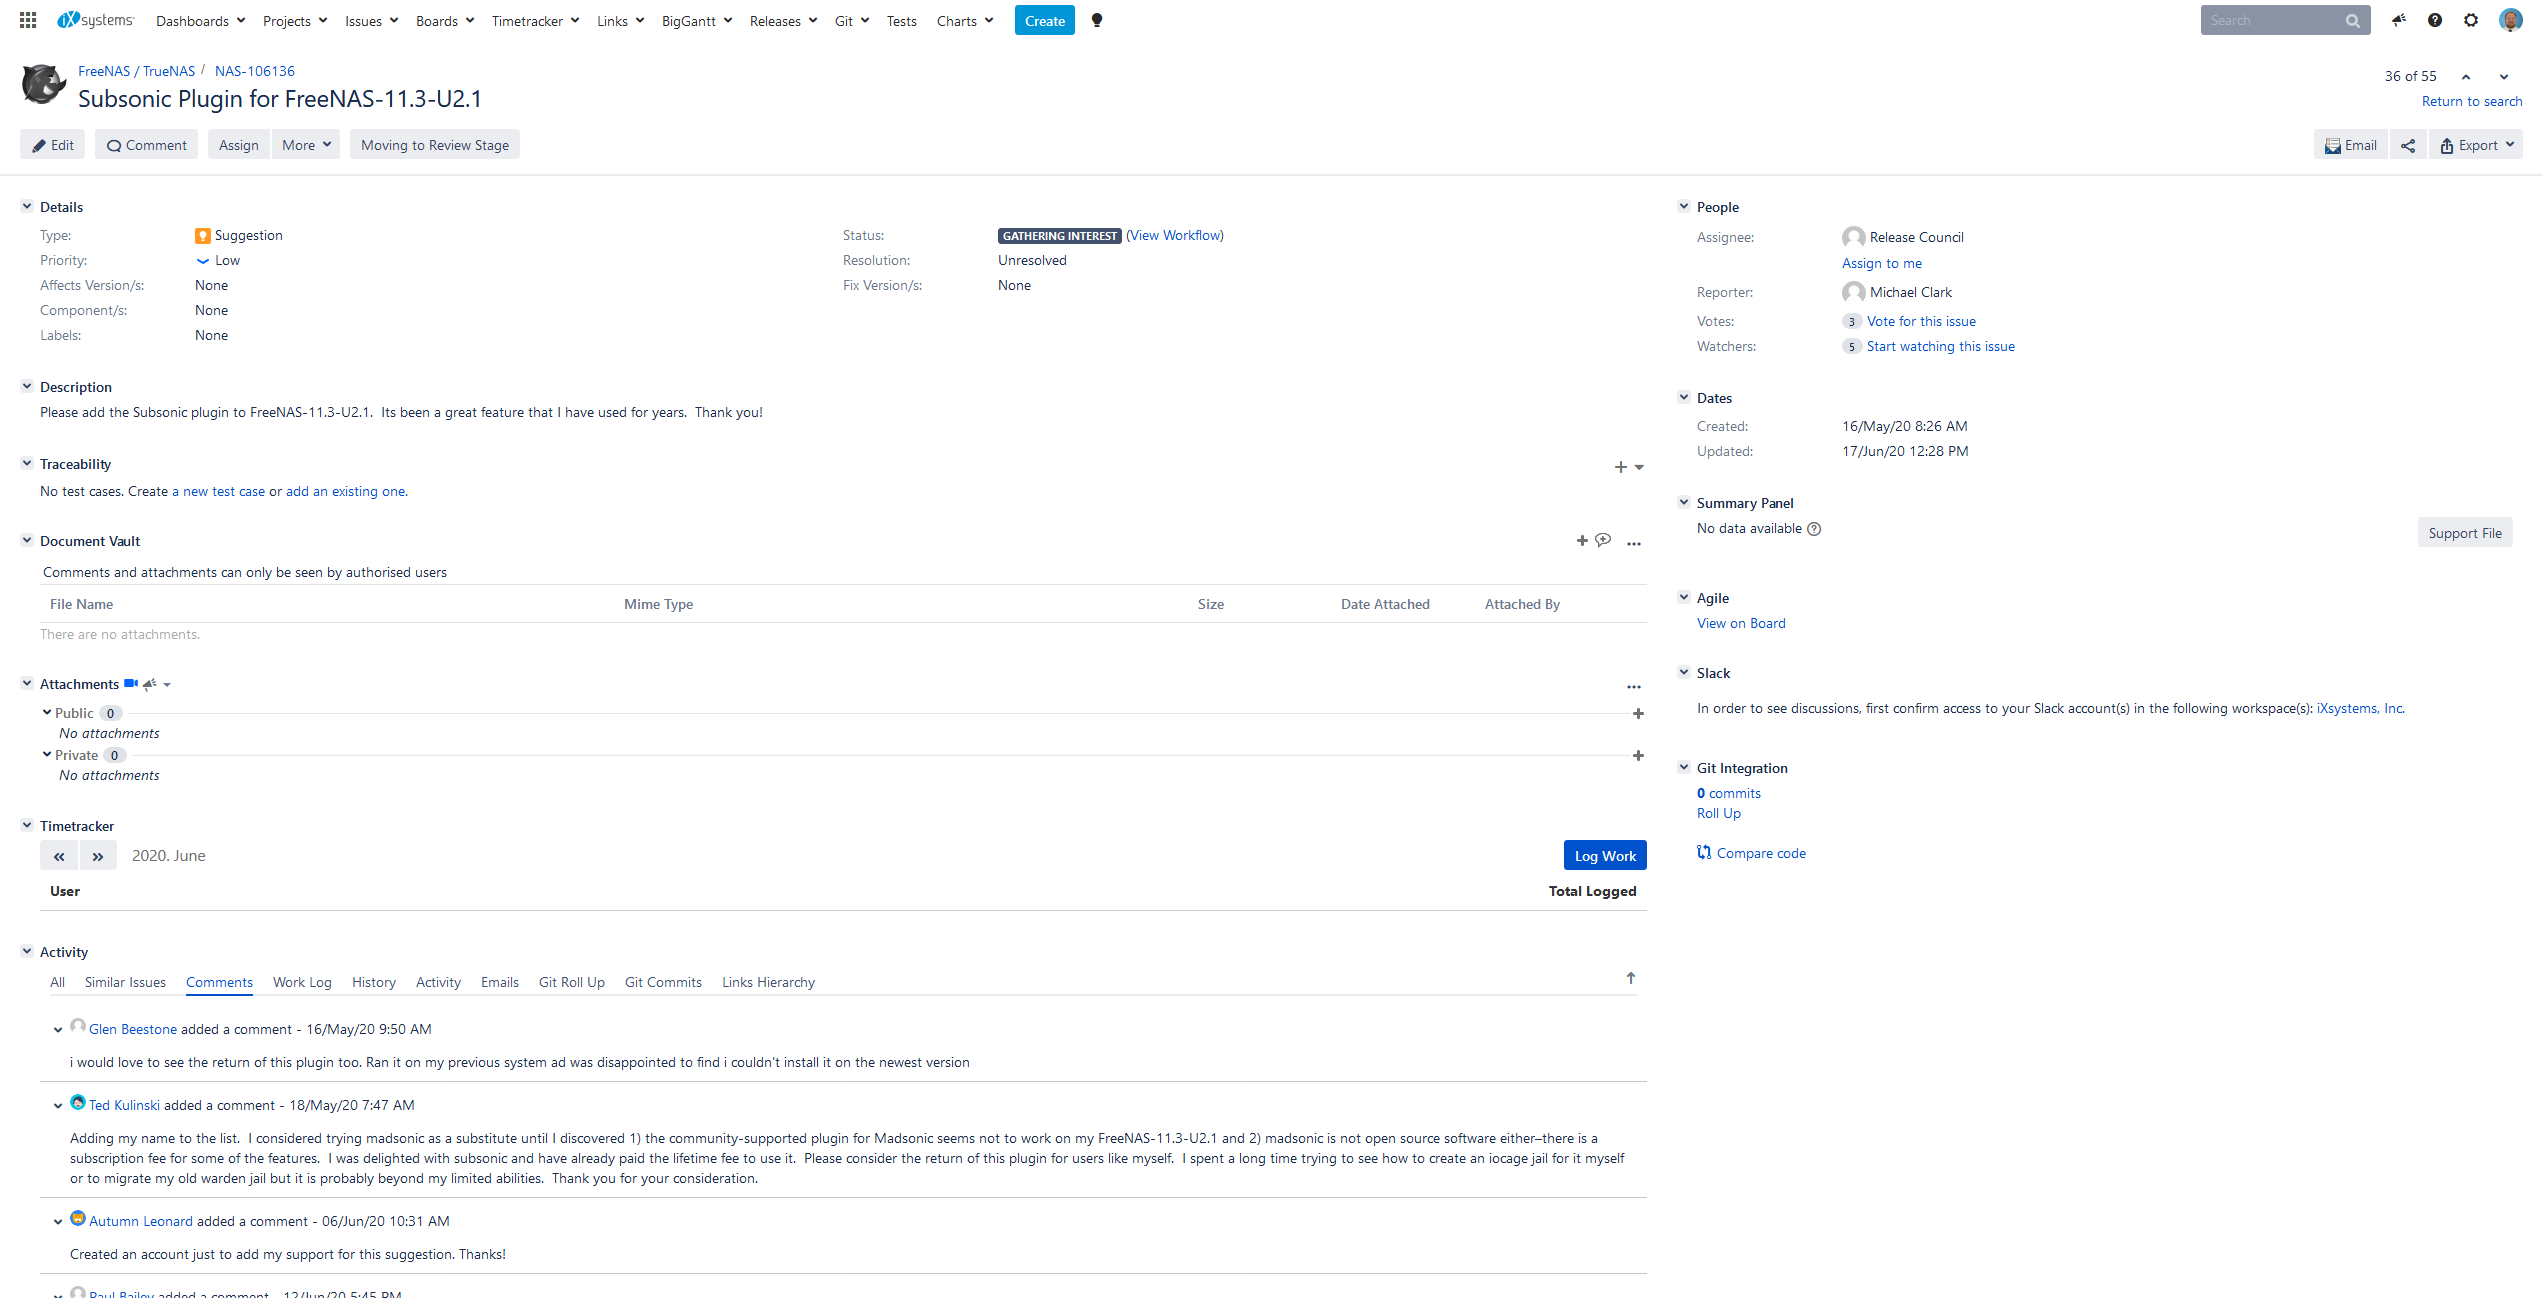 iXsystems Dashboards Projects Issues Boards Timetracker Links BigGantt Releases Git Tests Charts Create Search
FreeNAS / TrueNAS / NAS-106136
Subsonic Plugin for FreeNAS-11.3-U2.1
36 of 55
Return to search
Edit Comment Assign More Moving to Review Stage Email Export
Details
Type: Suggestion
Priority: Low
Affects Version/s: None
Component/s: None
Labels: None
Status: GATHERING INTEREST (View Workflow)
Resolution: Unresolved
Fix Version/s: None
Description
Please add the Subsonic plugin to FreeNAS-11.3-U2.1.  Its been a great feature that I have used for years.  Thank you!
Traceability
No test cases. Create a new test case or add an existing one.
Document Vault
Comments and attachments can only be seen by authorised users
File Name Mime Type Size Date Attached Attached By
There are no attachments.
Attachments
Public 0
No attachments
Private 0
No attachments
Timetracker
« » 2020. June Log Work
User Total Logged
Activity
All Similar Issues Comments Work Log History Activity Emails Git Roll Up Git Commits Links Hierarchy
Glen Beestone added a comment - 16/May/20 9:50 AM
i would love to see the return of this plugin too. Ran it on my previous system ad was disappointed to find i couldn't install it on the newest version
Ted Kulinski added a comment - 18/May/20 7:47 AM
Adding my name to the list.  I considered trying madsonic as a substitute until I discovered 1) the community-supported plugin for Madsonic seems not to work on my FreeNAS-11.3-U2.1 and 2) madsonic is not open source software either–there is a
subscription fee for some of the features.  I was delighted with subsonic and have already paid the lifetime fee to use it.  Please consider the return of this plugin for users like myself.  I spent a long time trying to see how to create an iocage jail for it myself
or to migrate my old warden jail but it is probably beyond my limited abilities.  Thank you for your consideration.
Autumn Leonard added a comment - 06/Jun/20 10:31 AM
Created an account just to add my support for this suggestion. Thanks!
Paul Bailey added a comment - 12/Jun/20 5:45 PM
People
Assignee: Release Council
Assign to me
Reporter: Michael Clark
Votes: 3 Vote for this issue
Watchers: 5 Start watching this issue
Dates
Created: 16/May/20 8:26 AM
Updated: 17/Jun/20 12:28 PM
Summary Panel
No data available
Support File
Agile
View on Board
Slack
In order to see discussions, first confirm access to your Slack account(s) in the following workspace(s): iXsystems, Inc.
Git Integration
0 commits
Roll Up
Compare code